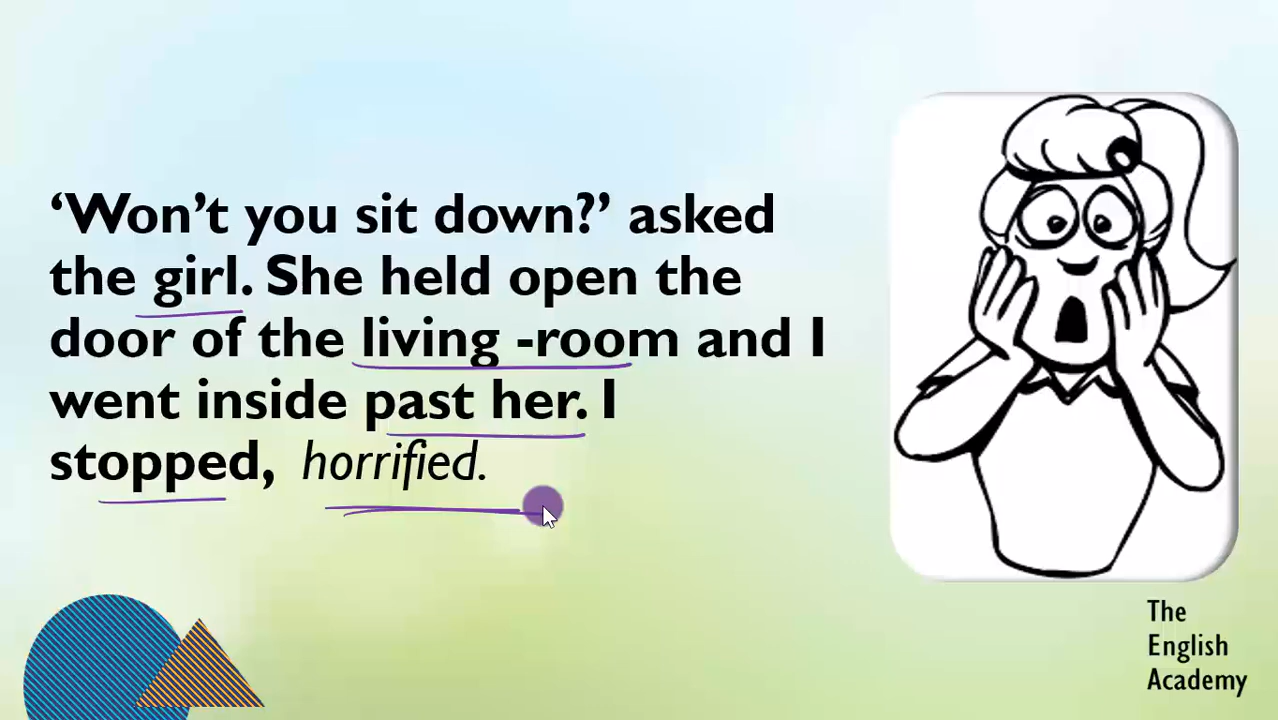 ‘Won’t you sit down?’ asked
the girl. She held open the
door of the living -room and I
went inside past her. I
stopped, horrified.
The
English
Academy